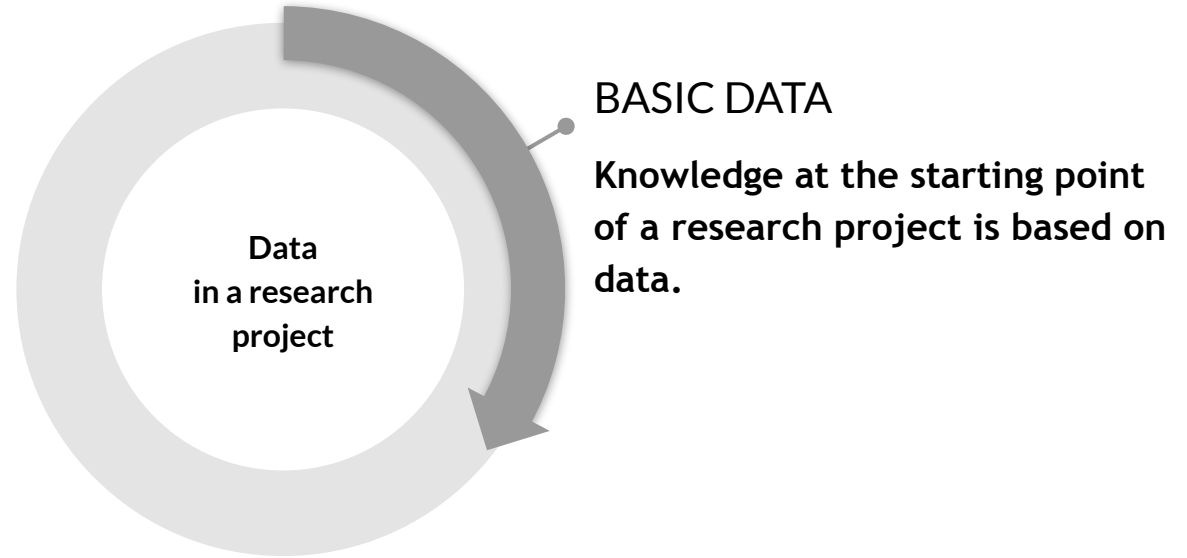 Data
in a research
project
BASIC DATA
Knowledge at the starting point
of a research project is based on
data.